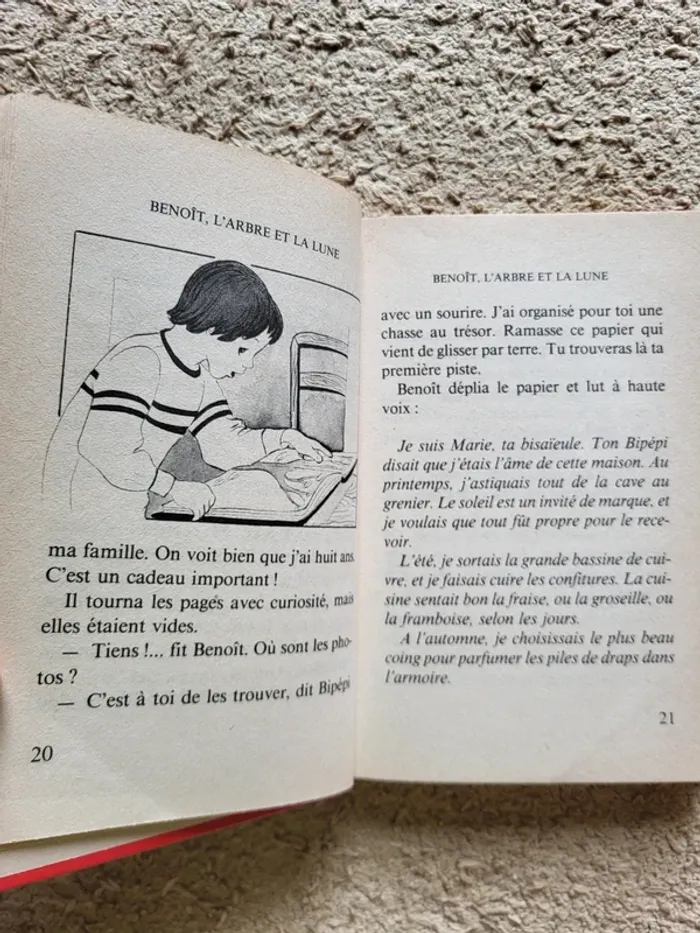 BENOÎT, L'ARBRE ET LA LUNE
ma famille. On voit bien que j'ai huit ans.
C'est un cadeau important !
Il tourna les pages avec curiosité, mais
elles étaient vides.
— Tiens !... fit Benoît. Où sont les pho-
tos ?
— C'est à toi de les trouver, dit Bipépi
20
BENOÎT, L'ARBRE ET LA LUNE
avec un sourire. J'ai organisé pour toi une
chasse au trésor. Ramasse ce papier qui
vient de glisser par terre. Tu trouveras là ta
première piste.
Benoît déplia le papier et lut à haute
voix :
Je suis Marie, ta bisaïeule. Ton Bipépi
disait que j'étais l'âme de cette maison. Au
printemps, j'astiquais tout de la cave au
grenier. Le soleil est un invité de marque, et
je voulais que tout fût propre pour le rece-
voir.
L'été, je sortais la grande bassine de cui-
vre, et je faisais cuire les confitures. La cui-
sine sentait bon la fraise, ou la groseille, ou
la framboise, selon les jours.
A l'automne, je choisissais le plus beau
coing pour parfumer les piles de draps dans
l'armoire.
21